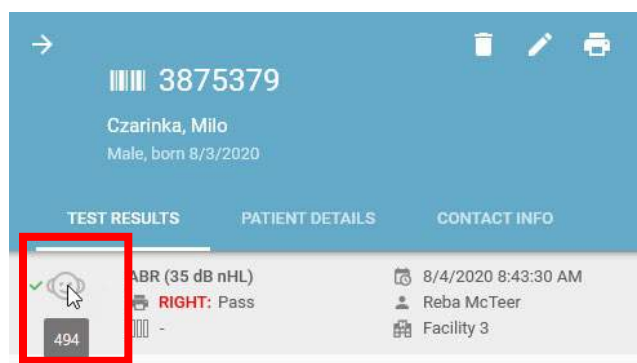 3875379
Czarinka, Milo
Male, born 8/3/2020
TEST RESULTS PATIENT DETAILS CONTACT INFO
ABR (35 dB nHL) 8/4/2020 8:43:30 AM
RIGHT: Pass Reba McTeer
- Facility 3
494